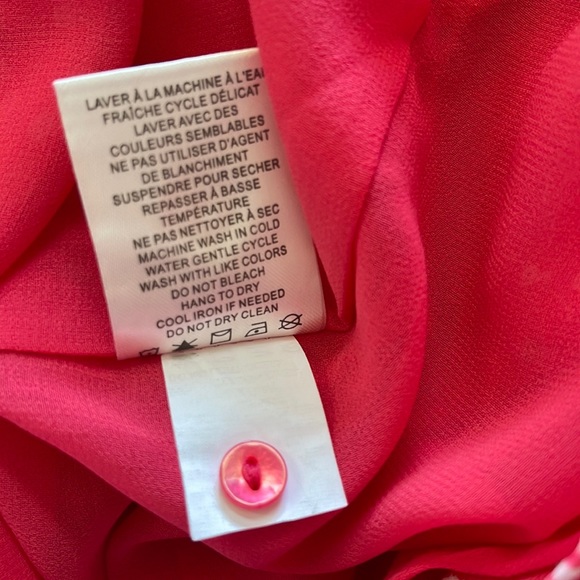 LAVER À LA MACHINE À L'EAU
FRAÎCHE CYCLE DÉLICAT
LAVER AVEC DES
COULEURS SEMBLABLES
NE PAS UTILISER D'AGENT
DE BLANCHIMENT
SUSPENDRE POUR SECHER
REPASSER À BASSE
TEMPÉRATURE
NE PAS NETTOYER À SEC
MACHINE WASH IN COLD
WATER GENTLE CYCLE
WASH WITH LIKE COLORS
DO NOT BLEACH
HANG TO DRY
COOL IRON IF NEEDED
DO NOT DRY CLEAN